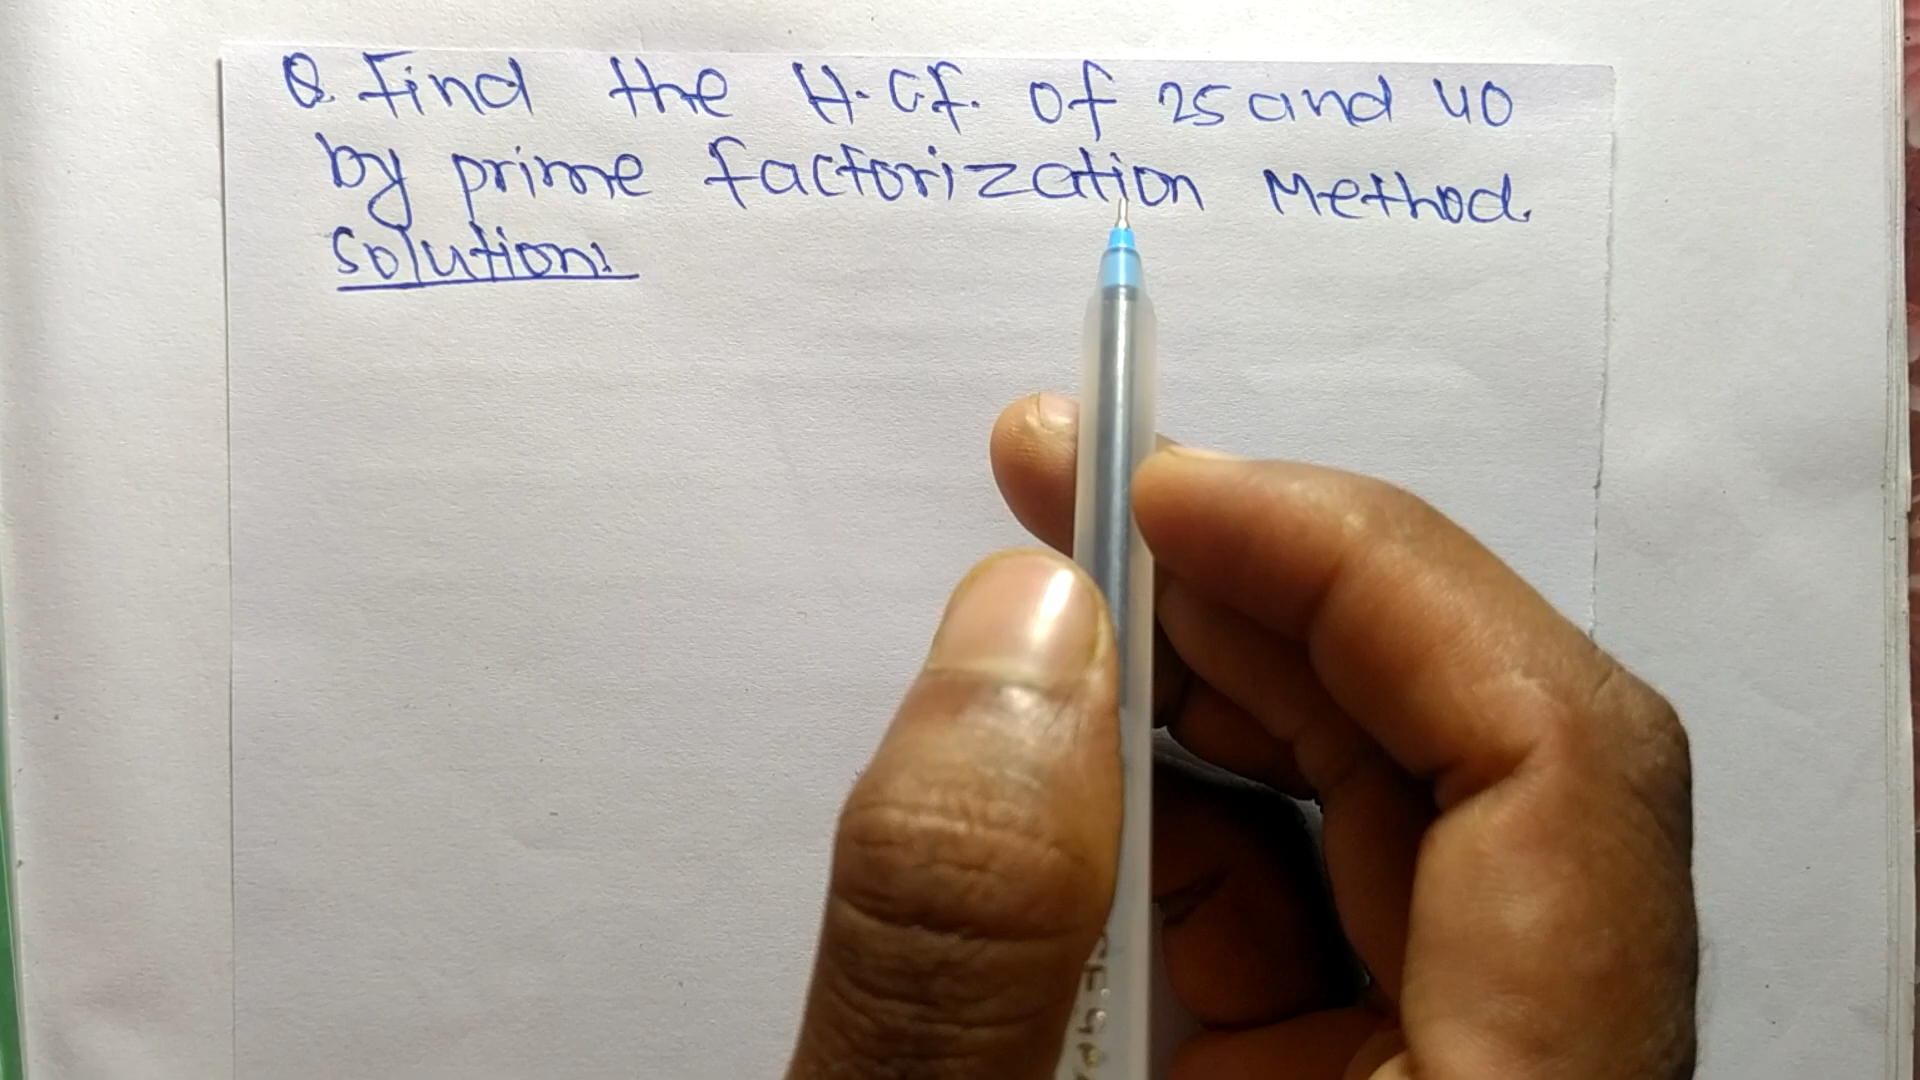 Q. Find the H.C.F. of 25 and 40
by prime factorization Method.
Solution: